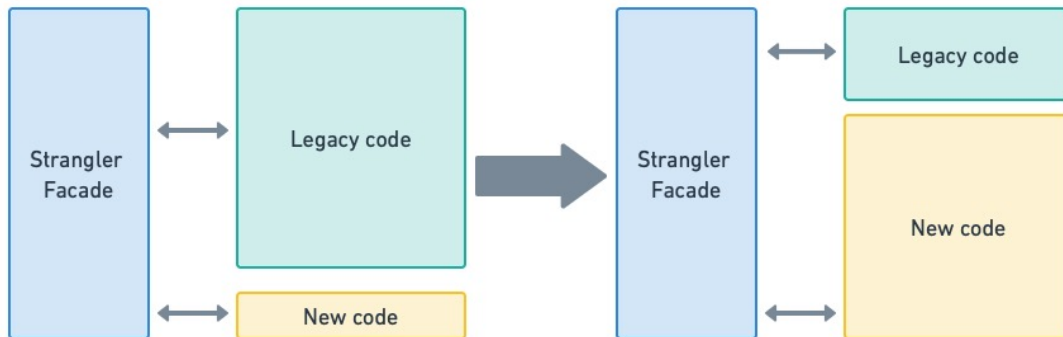 Strangler
Facade
Legacy code
New code
Strangler
Facade
Legacy code
New code